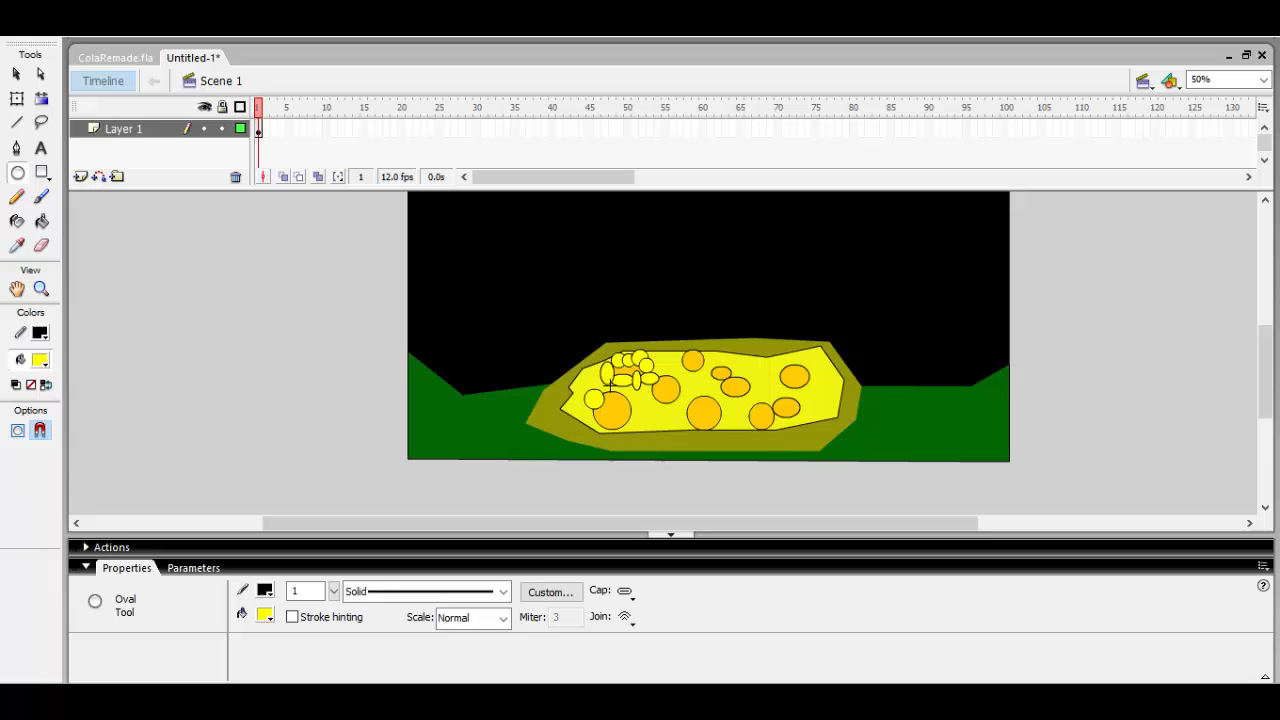 Tools
ColaRemade.fla
Untitled-1*
Timeline
Scene 1
50%
1 5 10 15 20 25 30 35 40 45 50 55 60 65 70 75 80 85 90 95 100 105 110 115 120 125 130
Layer 1
A
1 12.0 fps 0.0s
View
Colors
Options
Actions
Properties Parameters
Oval
Tool
1 Solid Custom... Cap:
Stroke hinting Scale: Normal Miter: 3 Join: